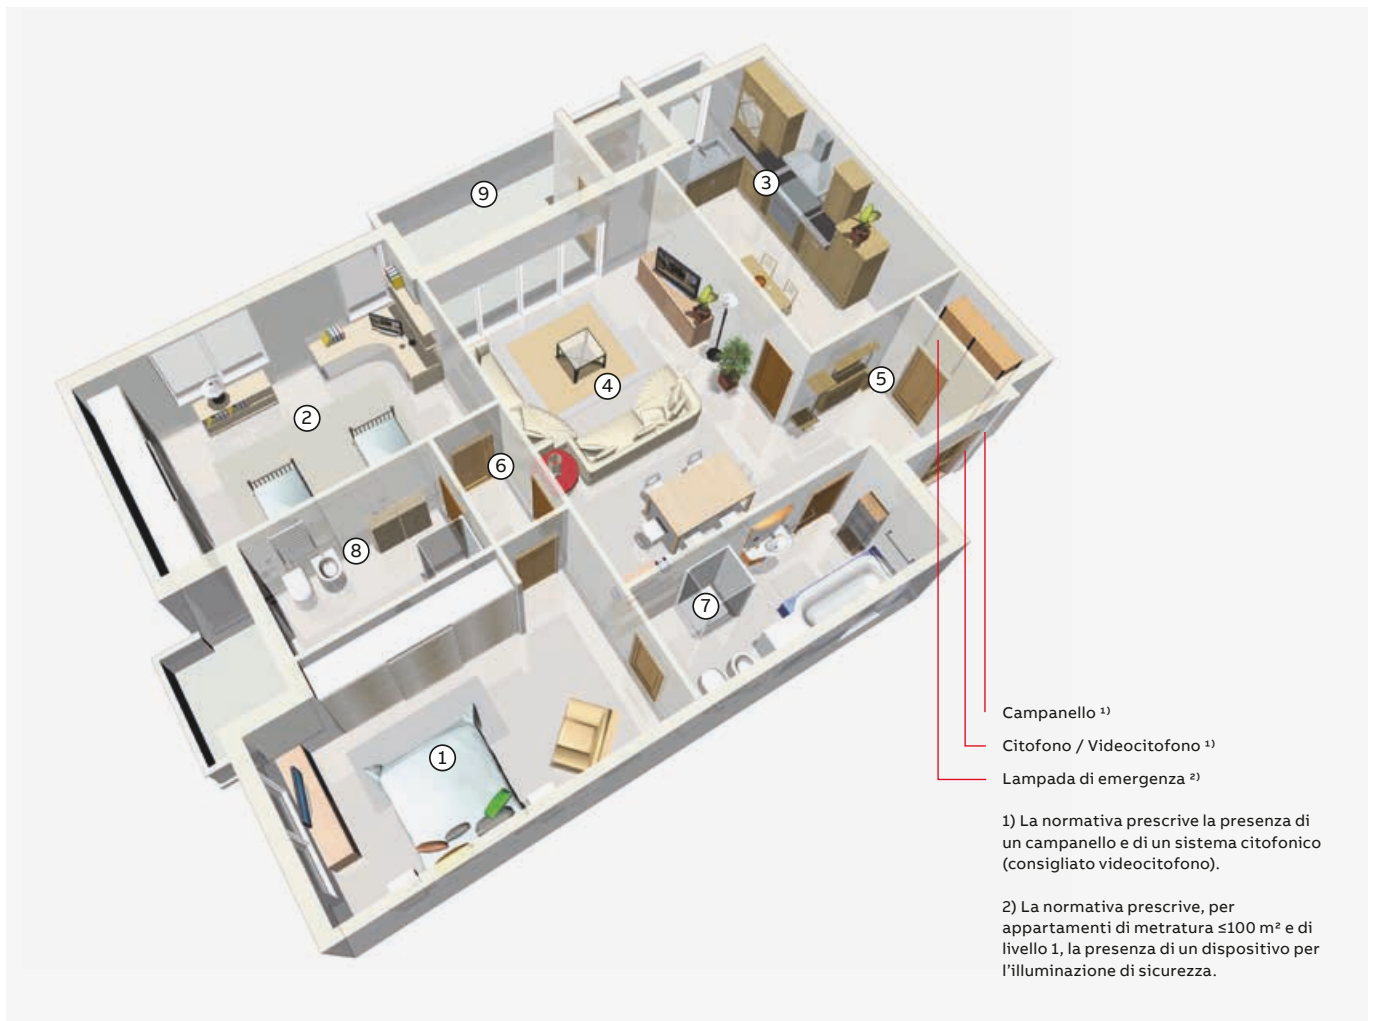 9
3
2
4
5
6
8
7
1
Campanello ¹⁾
Citofono / Videocitofono ¹⁾
Lampada di emergenza ²⁾
1) La normativa prescrive la presenza di
un campanello e di un sistema citofonico
(consigliato videocitofono).
2) La normativa prescrive, per
appartamenti di metratura ≤100 m² e di
livello 1, la presenza di un dispositivo per
l'illuminazione di sicurezza.